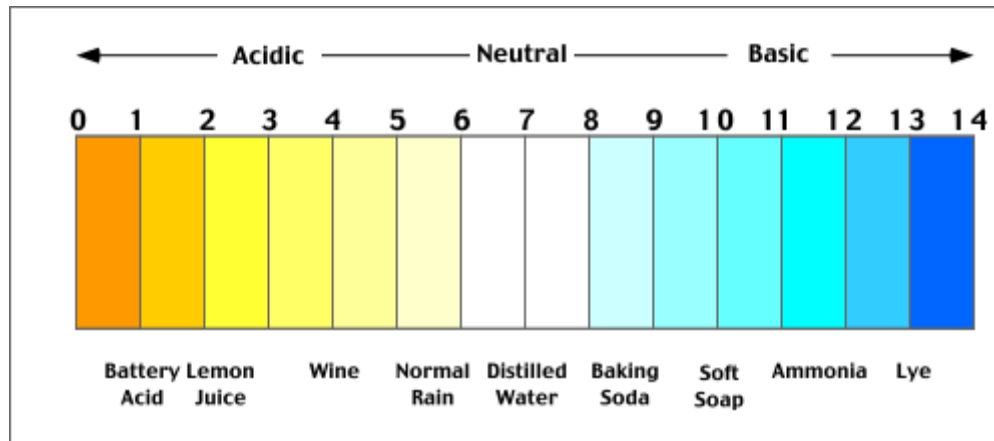 Acidic Neutral Basic
0 1 2 3 4 5 6 7 8 9 10 11 12 13 14
Battery Lemon Wine Normal Distilled Baking Soft Ammonia Lye
Acid Juice Rain Water Soda Soap